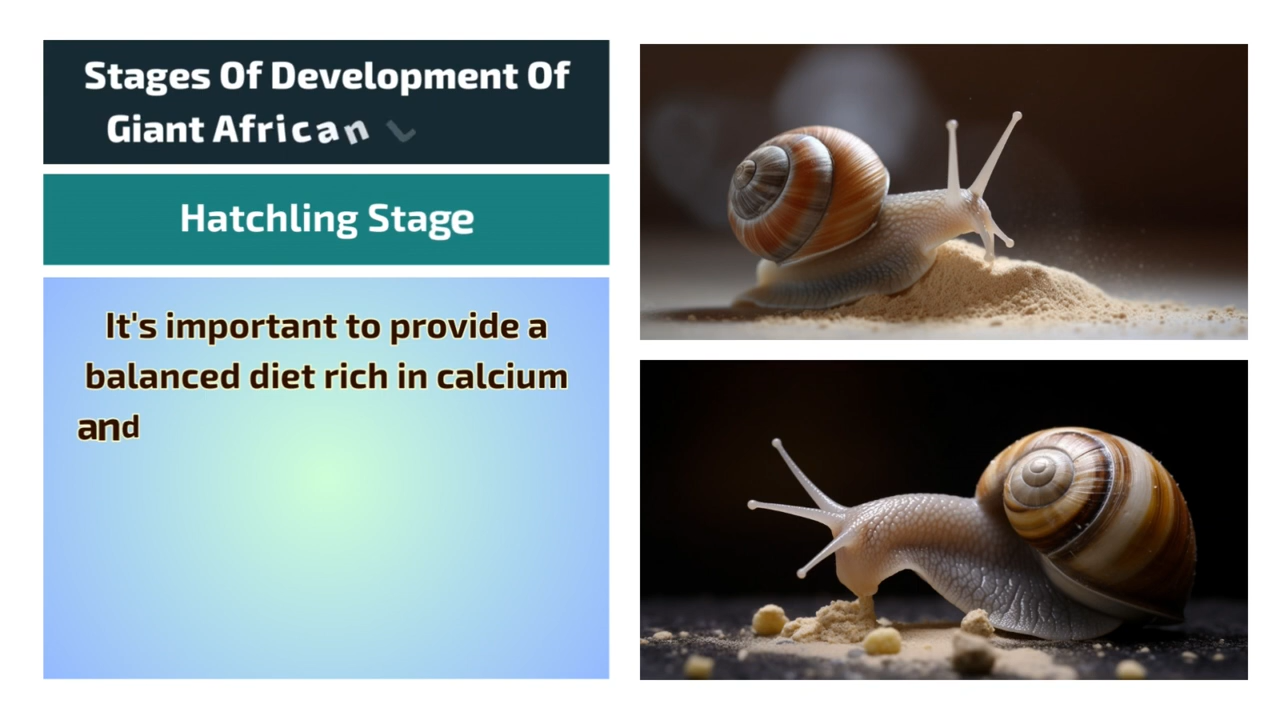 Stages Of Development Of
Giant African
Hatchling Stage
It's important to provide a
balanced diet rich in calcium
and